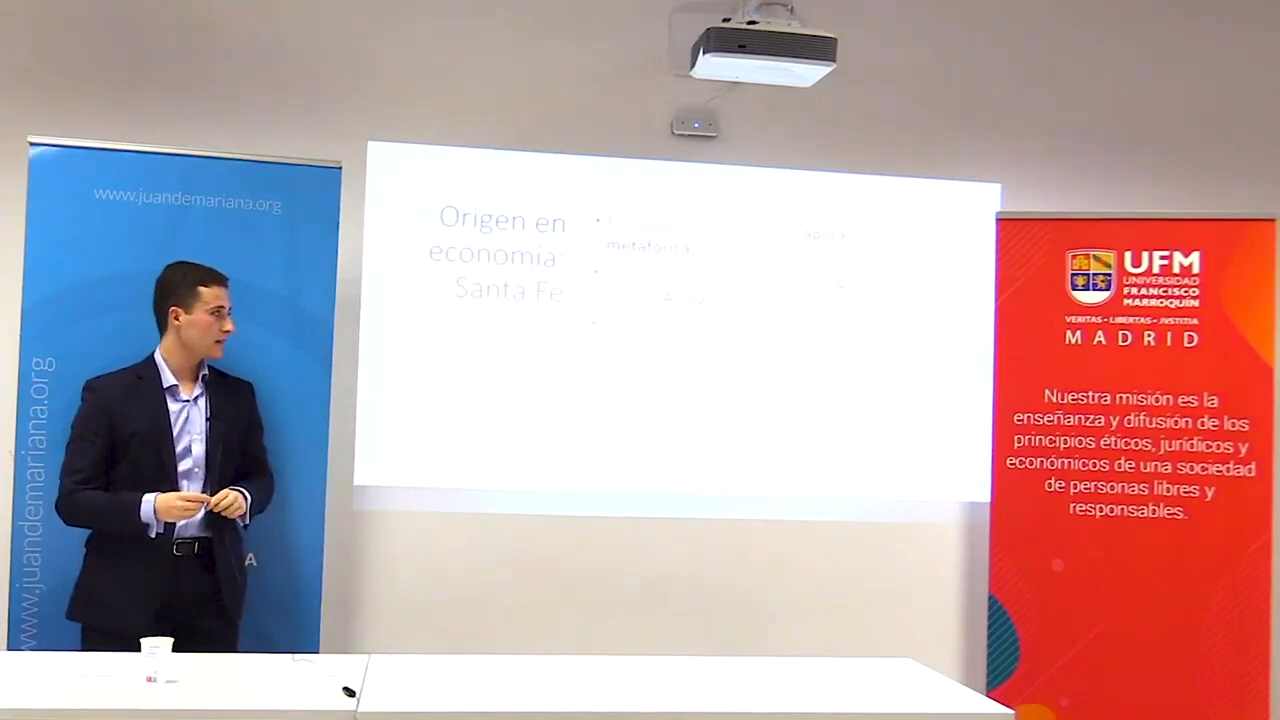 www.juandemariana.org
www.juandemariana.org
A
Origen en
economía:
Santa Fe
metafórica
UFM
UNIVERSIDAD
FRANCISCO
MARROQUÍN
VERITAS • LIBERTAS • JVSTITIA
MADRID
Nuestra misión es la
enseñanza y difusión de los
principios éticos, jurídicos y
económicos de una sociedad
de personas libres y
responsables.